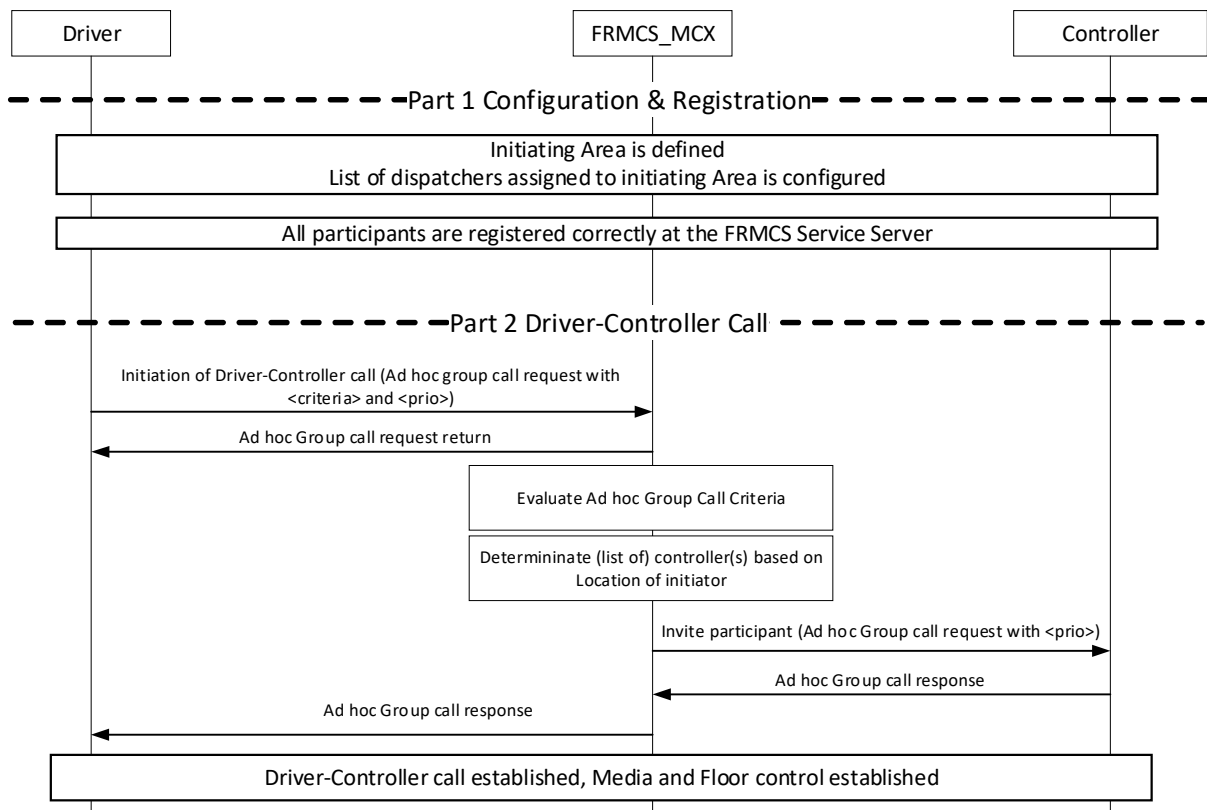 Driver
FRMCS_MCX
Controller
Part 1 Configuration & Registration
Initiating Area is defined
List of dispatchers assigned to initiating Area is configured
All participants are registered correctly at the FRMCS Service Server
Part 2 Driver-Controller Call
Initiation of Driver-Controller call (Ad hoc group call request with
<criteria> and <prio>)
Ad hoc Group call request return
Evaluate Ad hoc Group Call Criteria
Determininate (list of) controller(s) based on
Location of initiator
Invite participant (Ad hoc Group call request with <prio>)
Ad hoc Group call response
Ad hoc Group call response
Driver-Controller call established, Media and Floor control established